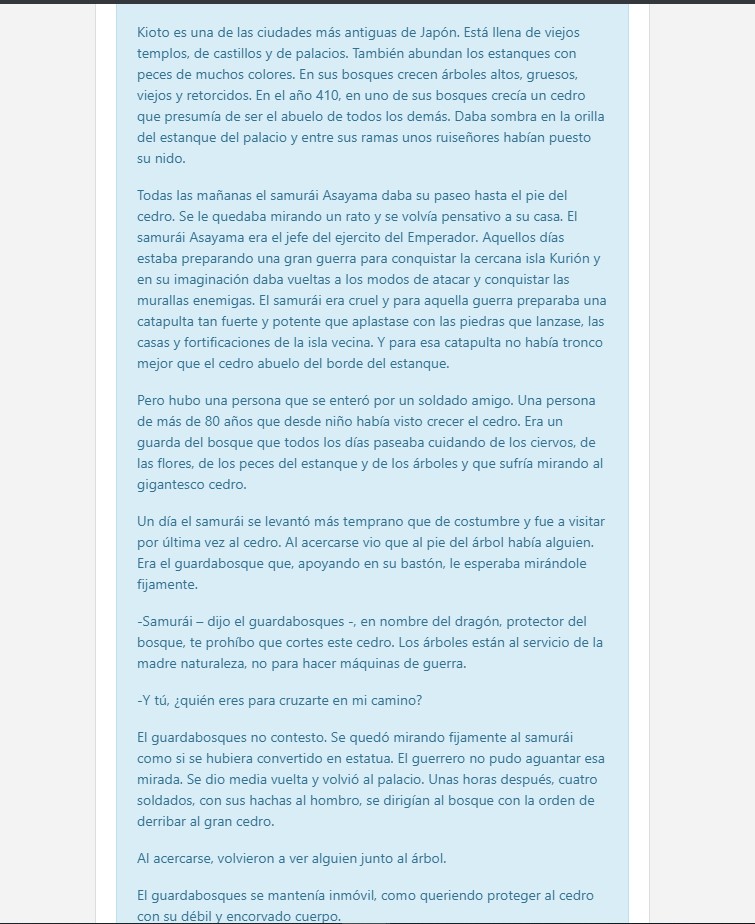 Kioto es una de las ciudades más antiguas de Japón. Está llena de viejos
templos, de castillos y de palacios. También abundan los estanques con
peces de muchos colores. En sus bosques crecen árboles altos, gruesos,
viejos y retorcidos. En el año 410, en uno de sus bosques crecía un cedro
que presumía de ser el abuelo de todos los demás. Daba sombra en la orilla
del estanque del palacio y entre sus ramas unos ruiseñores habían puesto
su nido.
Todas las mañanas el samurái Asayama daba su paseo hasta el pie del
cedro. Se le quedaba mirando un rato y se volvía pensativo a su casa. El
samurái Asayama era el jefe del ejercito del Emperador. Aquellos días
estaba preparando una gran guerra para conquistar la cercana isla Kurión y
en su imaginación daba vueltas a los modos de atacar y conquistar las
murallas enemigas. El samurái era cruel y para aquella guerra preparaba una
catapulta tan fuerte y potente que aplastase con las piedras que lanzase, las
casas y fortificaciones de la isla vecina. Y para esa catapulta no había tronco
mejor que el cedro abuelo del borde del estanque.
Pero hubo una persona que se enteró por un soldado amigo. Una persona
de más de 80 años que desde niño había visto crecer el cedro. Era un
guarda del bosque que todos los días paseaba cuidando de los ciervos, de
las flores, de los peces del estanque y de los árboles y que sufría mirando al
gigantesco cedro.
Un día el samurái se levantó más temprano que de costumbre y fue a visitar
por última vez al cedro. Al acercarse vio que al pie del árbol había alguien.
Era el guardabosque que, apoyando en su bastón, le esperaba mirándole
fijamente.
-Samurái – dijo el guardabosques -, en nombre del dragón, protector del
bosque, te prohíbo que cortes este cedro. Los árboles están al servicio de la
madre naturaleza, no para hacer máquinas de guerra.
-Y tú, ¿quién eres para cruzarte en mi camino?
El guardabosques no contesto. Se quedó mirando fijamente al samurái
como si se hubiera convertido en estatua. El guerrero no pudo aguantar esa
mirada. Se dio media vuelta y volvió al palacio. Unas horas después, cuatro
soldados, con sus hachas al hombro, se dirigían al bosque con la orden de
derribar al gran cedro.
Al acercarse, volvieron a ver alguien junto al árbol.
El guardabosques se mantenía inmóvil, como queriendo proteger al cedro
con su débil y encorvado cuerpo.